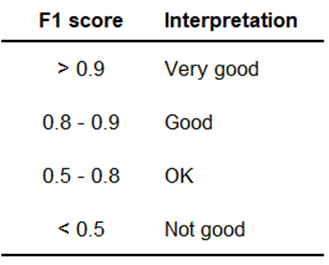 F1 score Interpretation
> 0.9 Very good
0.8 - 0.9 Good
0.5 - 0.8 OK
< 0.5 Not good